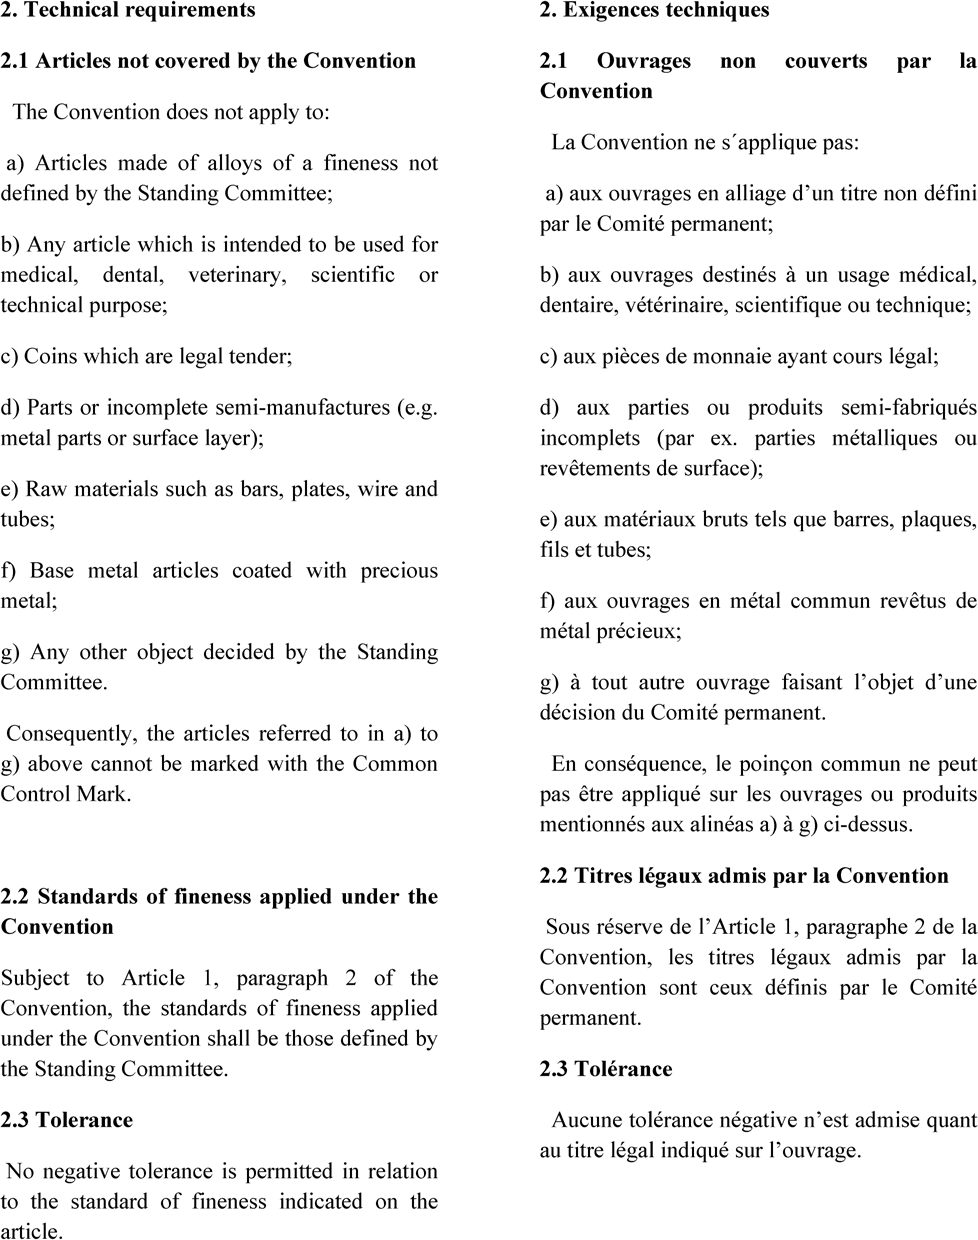 2. Technical requirements
2.1 Articles not covered by the Convention
The Convention does not apply to:
a) Articles made of alloys of a fineness not
defined by the Standing Committee;
b) Any article which is intended to be used for
medical, dental, veterinary, scientific or
technical purpose;
c) Coins which are legal tender;
d) Parts or incomplete semi-manufactures (e.g.
metal parts or surface layer);
e) Raw materials such as bars, plates, wire and
tubes;
f) Base metal articles coated with precious
metal;
g) Any other object decided by the Standing
Committee.
Consequently, the articles referred to in a) to
g) above cannot be marked with the Common
Control Mark.
2.2 Standards of fineness applied under the
Convention
Subject to Article 1, paragraph 2 of the
Convention, the standards of fineness applied
under the Convention shall be those defined by
the Standing Committee.
2.3 Tolerance
No negative tolerance is permitted in relation
to the standard of fineness indicated on the
article.
2. Exigences techniques
2.1 Ouvrages non couverts par la
Convention
La Convention ne s´applique pas:
a) aux ouvrages en alliage d’un titre non défini
par le Comité permanent;
b) aux ouvrages destinés à un usage médical,
dentaire, vétérinaire, scientifique ou technique;
c) aux pièces de monnaie ayant cours légal;
d) aux parties ou produits semi-fabriqués
incomplets (par ex. parties métalliques ou
revêtements de surface);
e) aux matériaux bruts tels que barres, plaques,
fils et tubes;
f) aux ouvrages en métal commun revêtus de
métal précieux;
g) à tout autre ouvrage faisant l’objet d’une
décision du Comité permanent.
En conséquence, le poinçon commun ne peut
pas être appliqué sur les ouvrages ou produits
mentionnés aux alinéas a) à g) ci-dessus.
2.2 Titres légaux admis par la Convention
Sous réserve de l’Article 1, paragraphe 2 de la
Convention, les titres légaux admis par la
Convention sont ceux définis par le Comité
permanent.
2.3 Tolérance
Aucune tolérance négative n’est admise quant
au titre légal indiqué sur l’ouvrage.